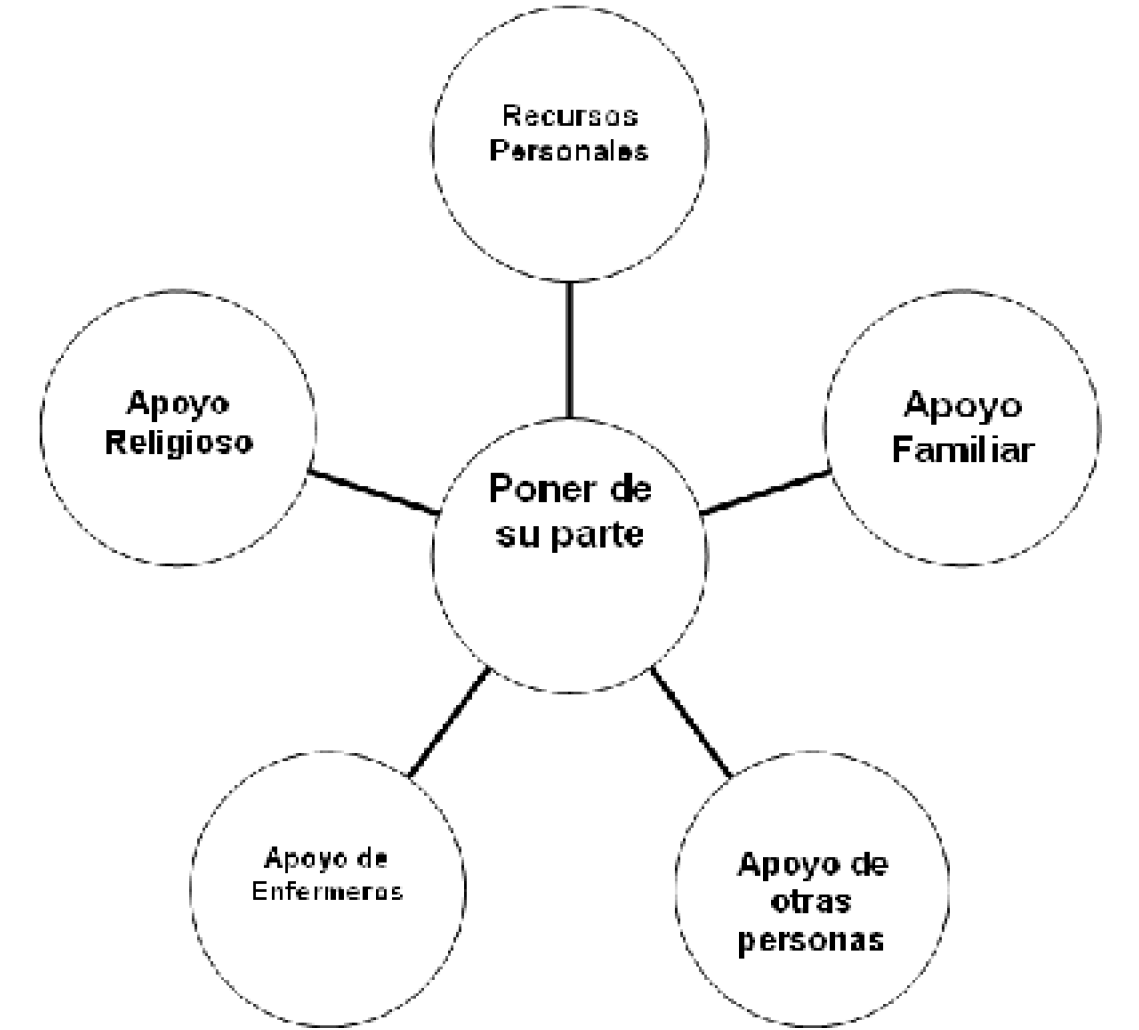 Recursos
Personales
Apoyo
Religioso
Apoyo
Familiar
Poner de
su parte
Apoyo de
Enfermeros
Apoyo de
otras
personas